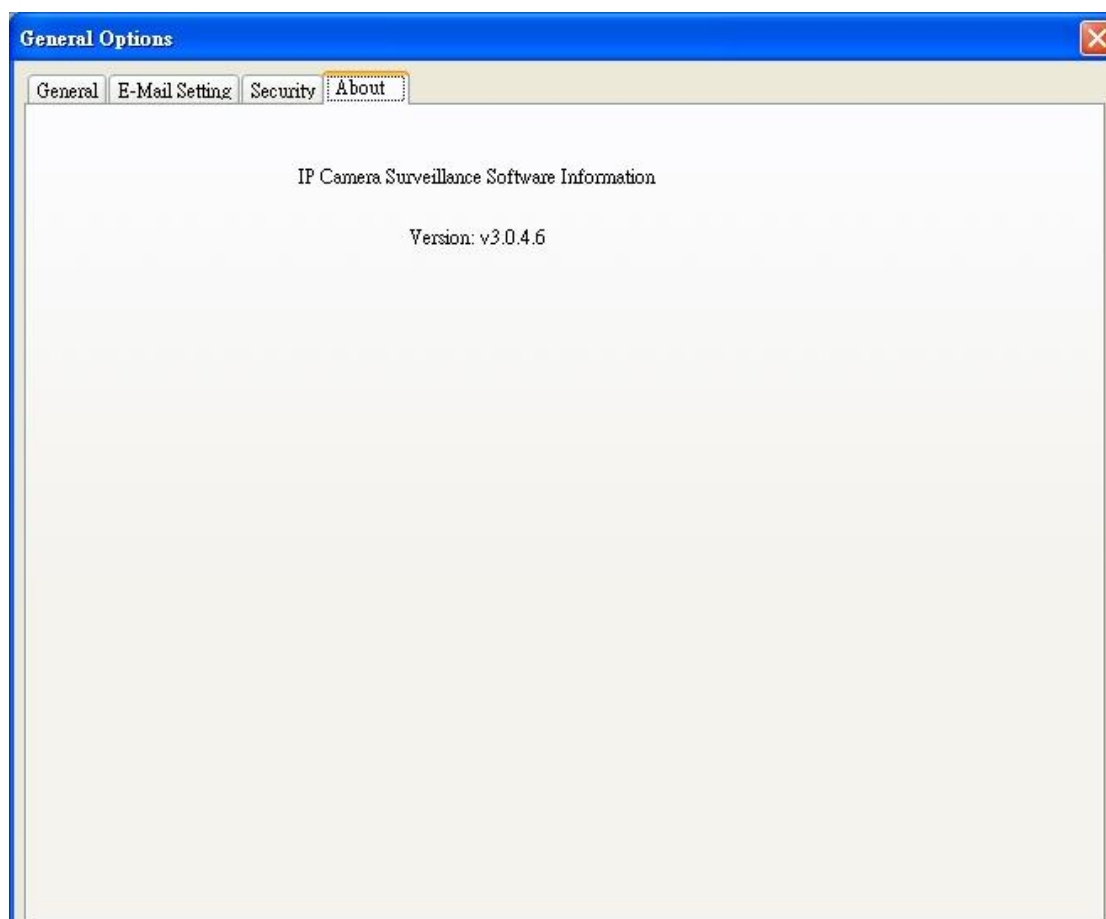 General Options
General E-Mail Setting Security About
IP Camera Surveillance Software Information
Version: v3.0.4.6